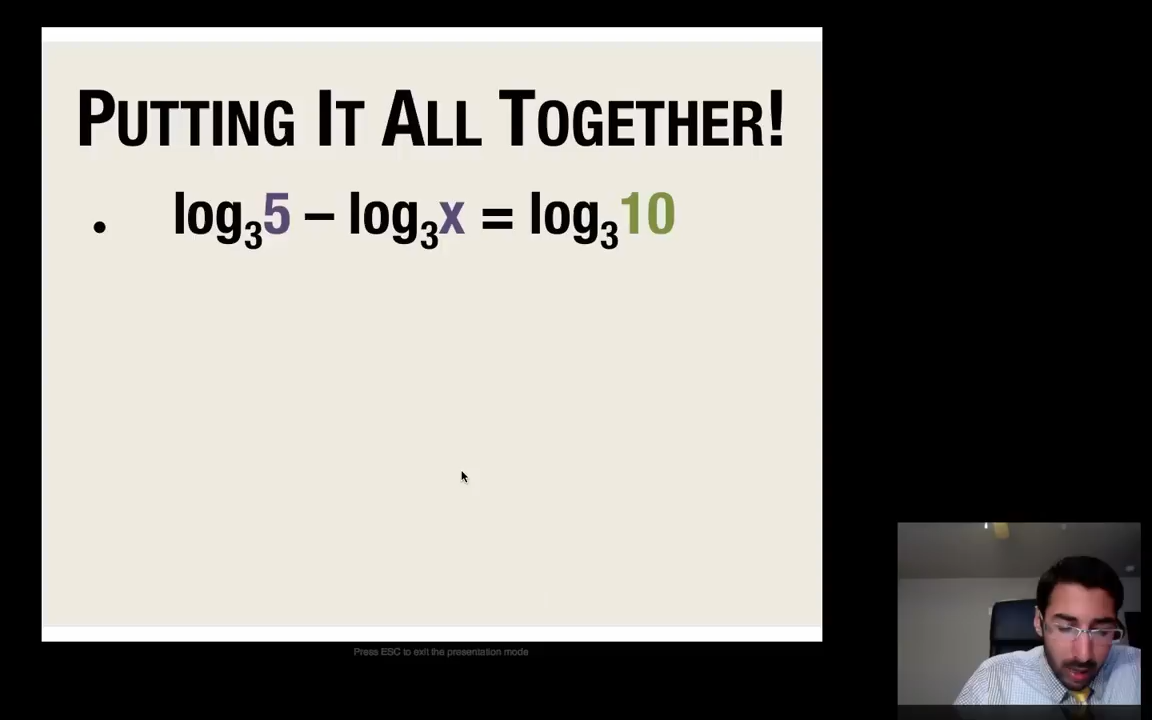 PUTTING IT ALL TOGETHER!
• log₃5 – log₃x = log₃10
Press ESC to exit the presentation mode